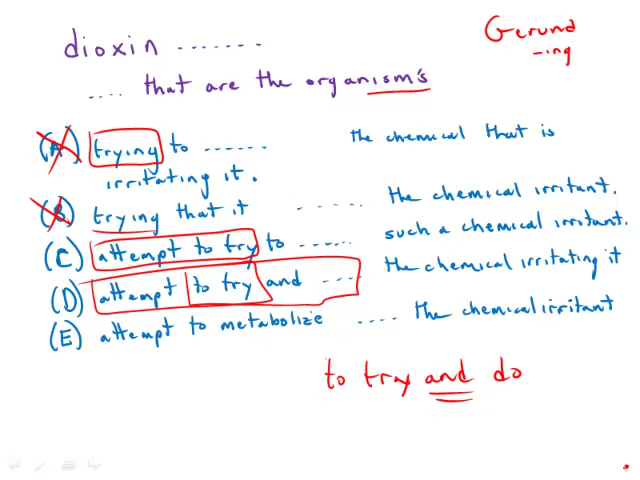 dioxin .......
.... that are the organism's
Gerund
-ing
(A) trying to ...... the chemical that is
irritating it.
(B) trying that it .... the chemical irritant.
(C) attempt to try to ..... such a chemical irritant.
(D) attempt to try and .... the chemical irritating it
(E) attempt to metabolize .... the chemical irritant
to try and do